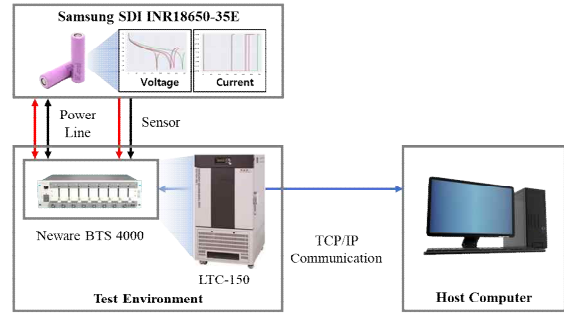 Samsung SDI INR18650-35E
Voltage
Current
Power
Line
Sensor
Neware BTS 4000
LTC-150
Test Environment
TCP/IP
Communication
Host Computer